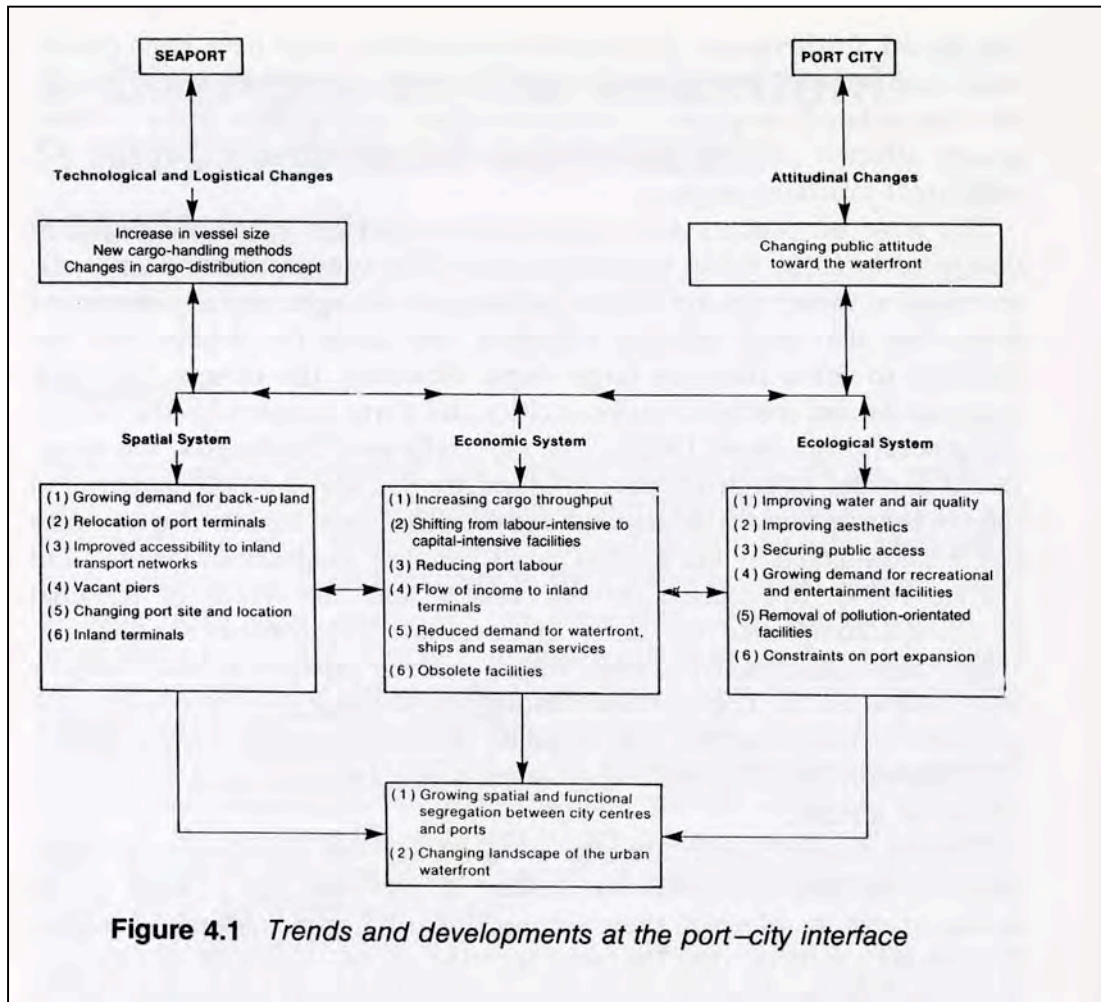 SEAPORT
PORT CITY
Technological and Logistical Changes
Attitudinal Changes
Increase in vessel size
New cargo-handling methods
Changes in cargo-distribution concept
Changing public attitude
toward the waterfront
Spatial System
Economic System
Ecological System
(1) Growing demand for back-up land
(2) Relocation of port terminals
(3) Improved accessibility to inland
transport networks
(4) Vacant piers
(5) Changing port site and location
(6) Inland terminals
(1) Increasing cargo throughput
(2) Shifting from labour-intensive to
capital-intensive facilities
(3) Reducing port labour
(4) Flow of income to inland
terminals
(5) Reduced demand for waterfront,
ships and seaman services
(6) Obsolete facilities
(1) Improving water and air quality
(2) Improving aesthetics
(3) Securing public access
(4) Growing demand for recreational
and entertainment facilities
(5) Removal of pollution-orientated
facilities
(6) Constraints on port expansion
(1) Growing spatial and functional
segregation between city centres
and ports
(2) Changing landscape of the urban
waterfront
Figure 4.1 Trends and developments at the port–city interface